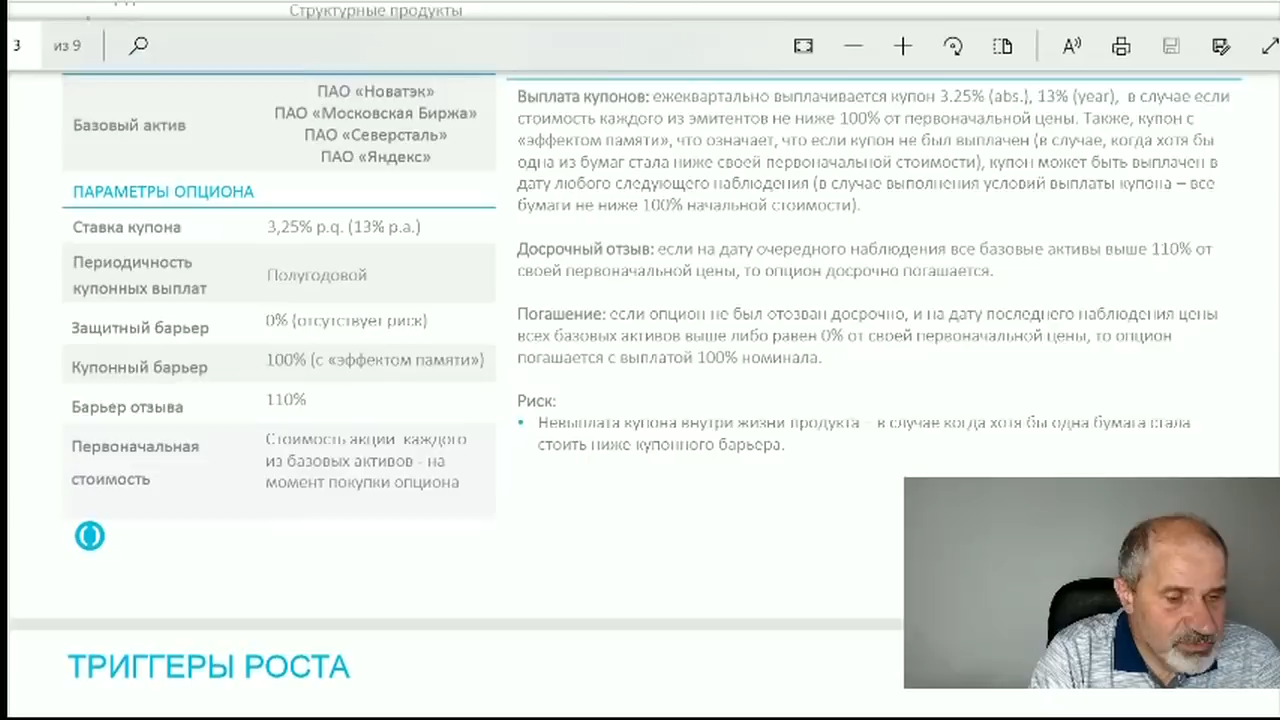 Структурные продукты
3 из 9
Базовый актив
ПАО «Новатэк»
ПАО «Московская Биржа»
ПАО «Северсталь»
ПАО «Яндекс»
ПАРАМЕТРЫ ОПЦИОНА
Ставка купона 3,25% p.q. (13% p.a.)
Периодичность
купонных выплат
Полугодовой
Защитный барьер 0% (отсутствует риск)
Купонный барьер 100% (с «эффектом памяти»)
Барьер отзыва 110%
Первоначальная
стоимость
Стоимость акции каждого
из базовых активов - на
момент покупки опциона
Выплата купонов: ежеквартально выплачивается купон 3.25% (abs.), 13% (year), в случае если
стоимость каждого из эмитентов не ниже 100% от первоначальной цены. Также, купон с
«эффектом памяти», что означает, что если купон не был выплачен (в случае, когда хотя бы
одна из бумаг стала ниже своей первоначальной стоимости), купон может быть выплачен в
дату любого следующего наблюдения (в случае выполнения условий выплаты купона – все
бумаги не ниже 100% начальной стоимости).
Досрочный отзыв: если на дату очередного наблюдения все базовые активы выше 110% от
своей первоначальной цены, то опцион досрочно погашается.
Погашение: если опцион не был отозван досрочно, и на дату последнего наблюдения цены
всех базовых активов выше либо равен 0% от своей первоначальной цены, то опцион
погашается с выплатой 100% номинала.
Риск:
• Невыплата купона внутри жизни продукта – в случае когда хотя бы одна бумага стала
стоить ниже купонного барьера.
ТРИГГЕРЫ РОСТА